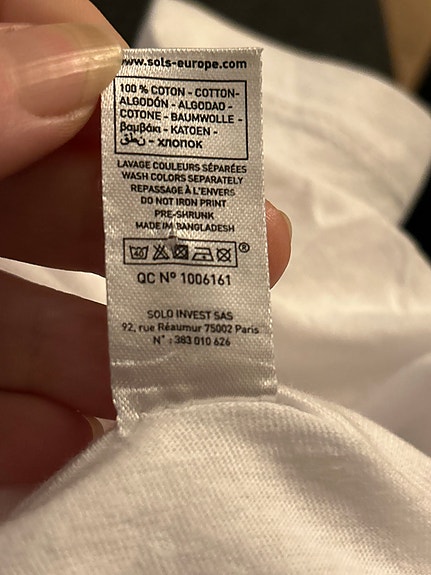 www.sols-europe.com
100 % COTON - COTTON-
ALGODÓN - ALGODAO -
COTONE - BAUMWOLLE -
βαμβάκι - KATOEN -
قطن - хлопок
LAVAGE COULEURS SÉPARÉES
WASH COLORS SEPARATELY
REPASSAGE À L'ENVERS
DO NOT IRON PRINT
PRE-SHRUNK
MADE IN BANGLADESH
®
QC Nº 1006161
SOLO INVEST SAS
92, rue Réaumur 75002 Paris
N° : 383 010 626